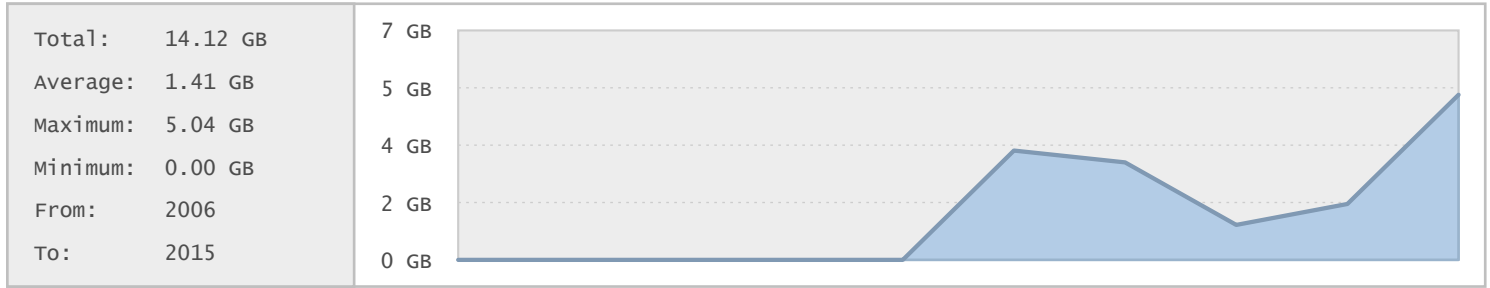 Total: 14.12 GB
Average: 1.41 GB
Maximum: 5.04 GB
Minimum: 0.00 GB
From: 2006
To: 2015
7 GB
5 GB
4 GB
2 GB
0 GB